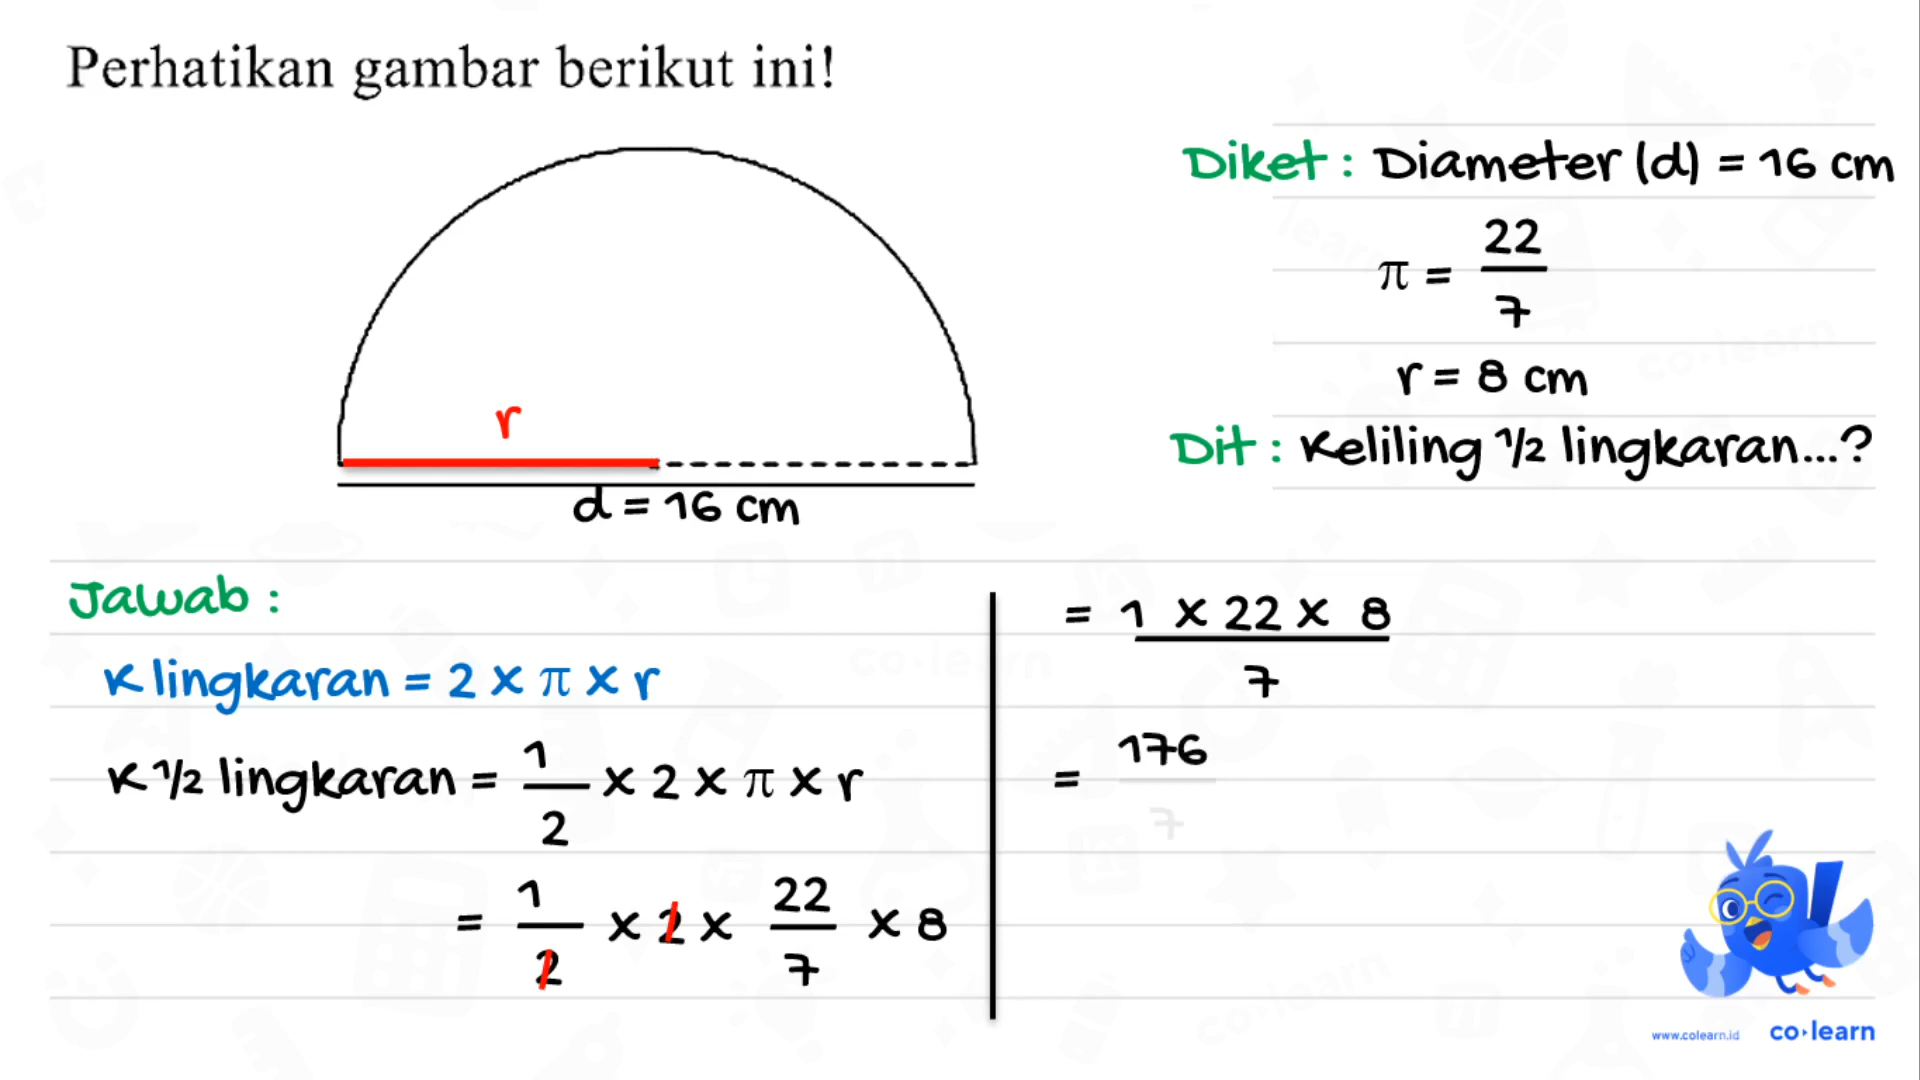 Perhatikan gambar berikut ini!
r
d = 16 cm
Diket : Diameter (d) = 16 cm
π = 22/7
r = 8 cm
Dit : Keliling 1/2 lingkaran...?
Jawab :
K lingkaran = 2 x π x r
K 1/2 lingkaran = 1/2 x 2 x π x r
= 1/2 x 2 x 22/7 x 8
= 1 x 22 x 8
7
= 176
7
www.colearn.id
co·learn